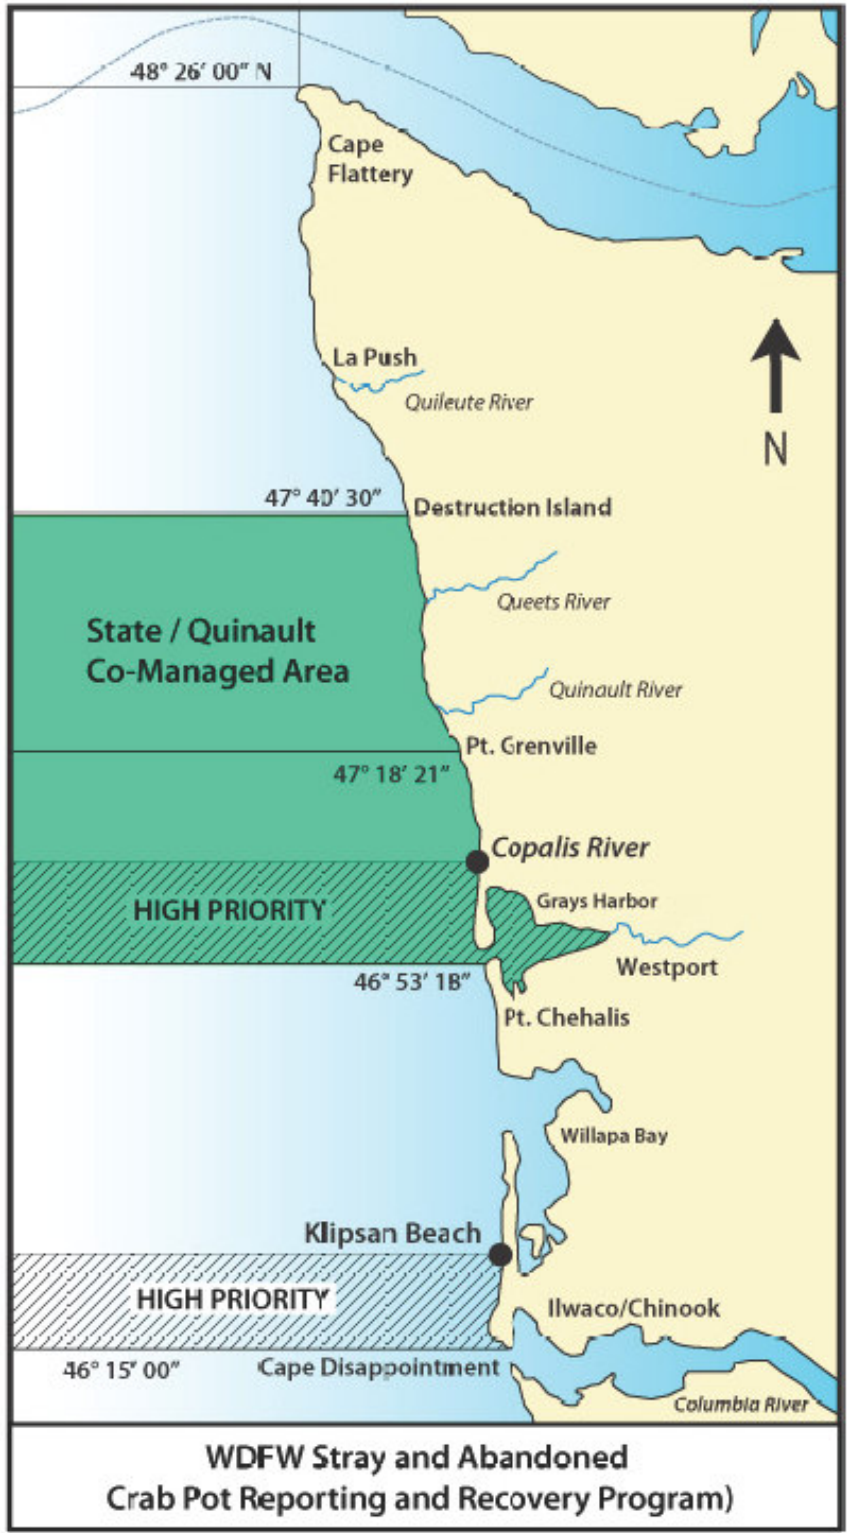 48° 26′ 00″ N
Cape
Flattery
La Push
Quileute River
N
47° 40′ 30″
Destruction Island
Queets River
State / Quinault
Co-Managed Area
Quinault River
Pt. Grenville
47° 18′ 21″
Copalis River
Grays Harbor
HIGH PRIORITY
Westport
46° 53′ 18″
Pt. Chehalis
Willapa Bay
Klipsan Beach
HIGH PRIORITY
Ilwaco/Chinook
46° 15′ 00″
Cape Disappointment
Columbia River
WDFW Stray and Abandoned
Crab Pot Reporting and Recovery Program)